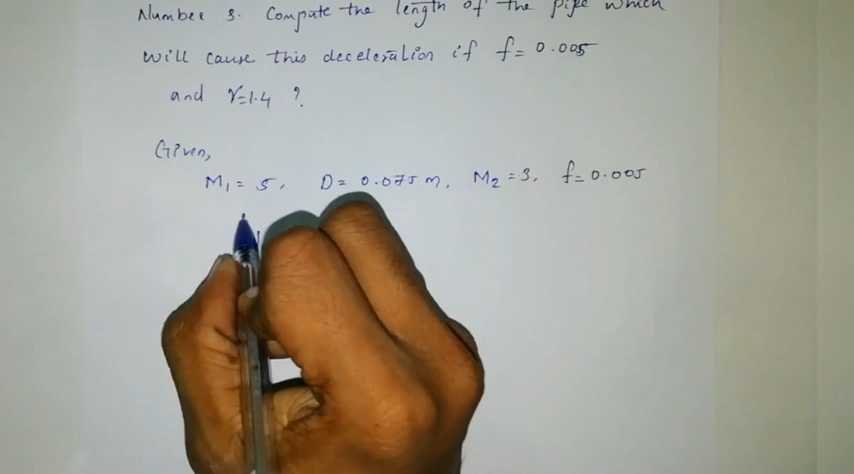 Number 3. Compute the length of the pipe which
will cause this deceleration if f = 0.005
and γ=1.4 ?
Given,
M₁ = 5, D = 0.075 m, M₂ = 3, f = 0.005